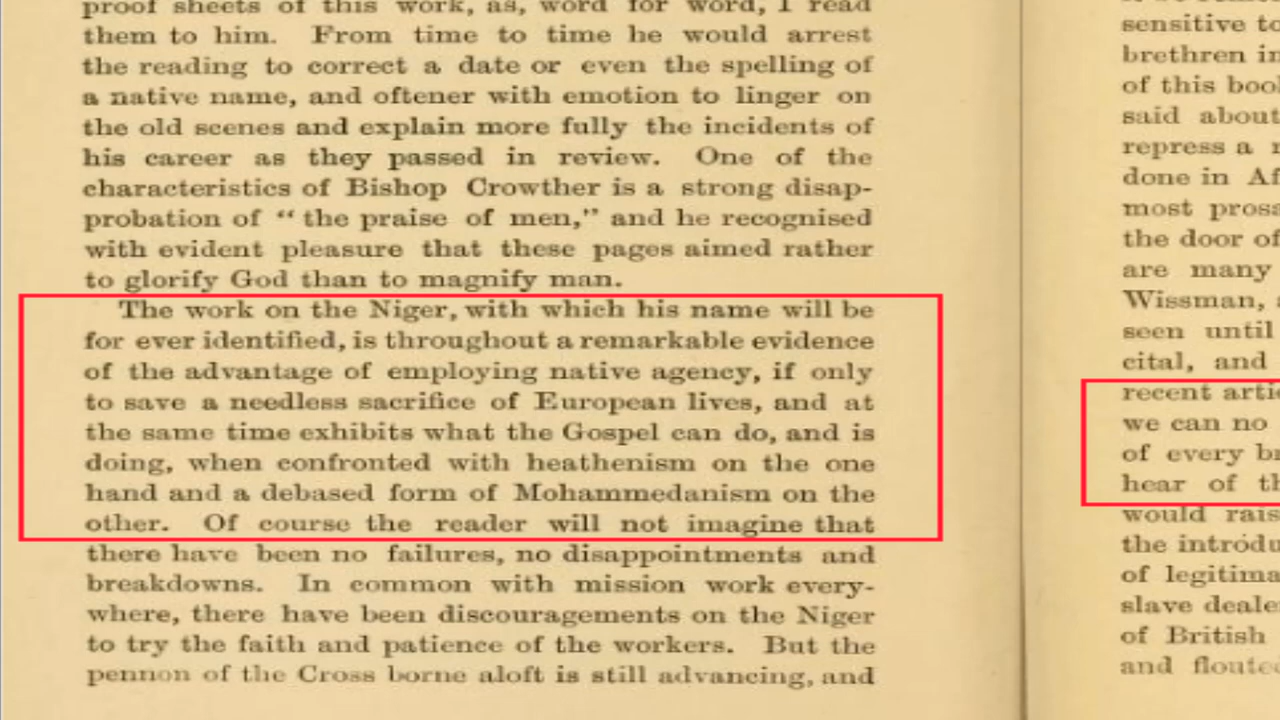 proof sheets of this work, as, word for word, I read
them to him. From time to time he would arrest
the reading to correct a date or even the spelling of
a native name, and oftener with emotion to linger on
the old scenes and explain more fully the incidents of
his career as they passed in review. One of the
characteristics of Bishop Crowther is a strong disap-
probation of “the praise of men,” and he recognised
with evident pleasure that these pages aimed rather
to glorify God than to magnify man.
The work on the Niger, with which his name will be
for ever identified, is throughout a remarkable evidence
of the advantage of employing native agency, if only
to save a needless sacrifice of European lives, and at
the same time exhibits what the Gospel can do, and is
doing, when confronted with heathenism on the one
hand and a debased form of Mohammedanism on the
other. Of course the reader will not imagine that
there have been no failures, no disappointments and
breakdowns. In common with mission work every-
where, there have been discouragements on the Niger
to try the faith and patience of the workers. But the
pennon of the Cross borne aloft is still advancing, and
sensitive to
brethren in
of this
said about
repress a
done in
most
the door of
are many
Wissman,
seen until
cital, and
recent
we can no
of every
hear of
would
the
of
slave
of British
and